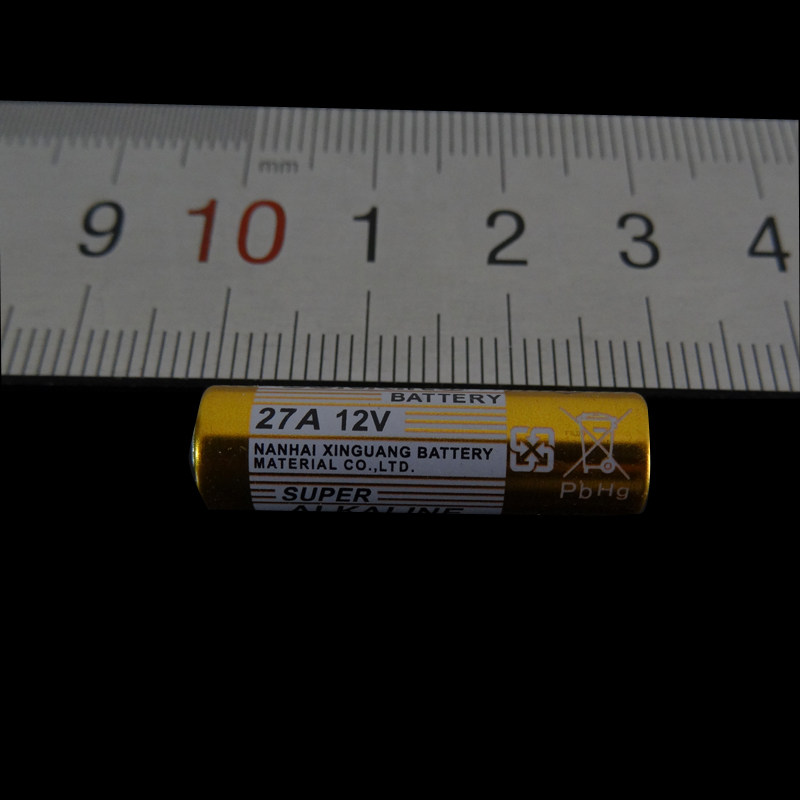 mm
9 10 1 2 3 4
BATTERY
27A 12V
NANHAI XINGUANG BATTERY
MATERIAL CO.,LTD.
SUPER
ALKALINE
Pb Hg